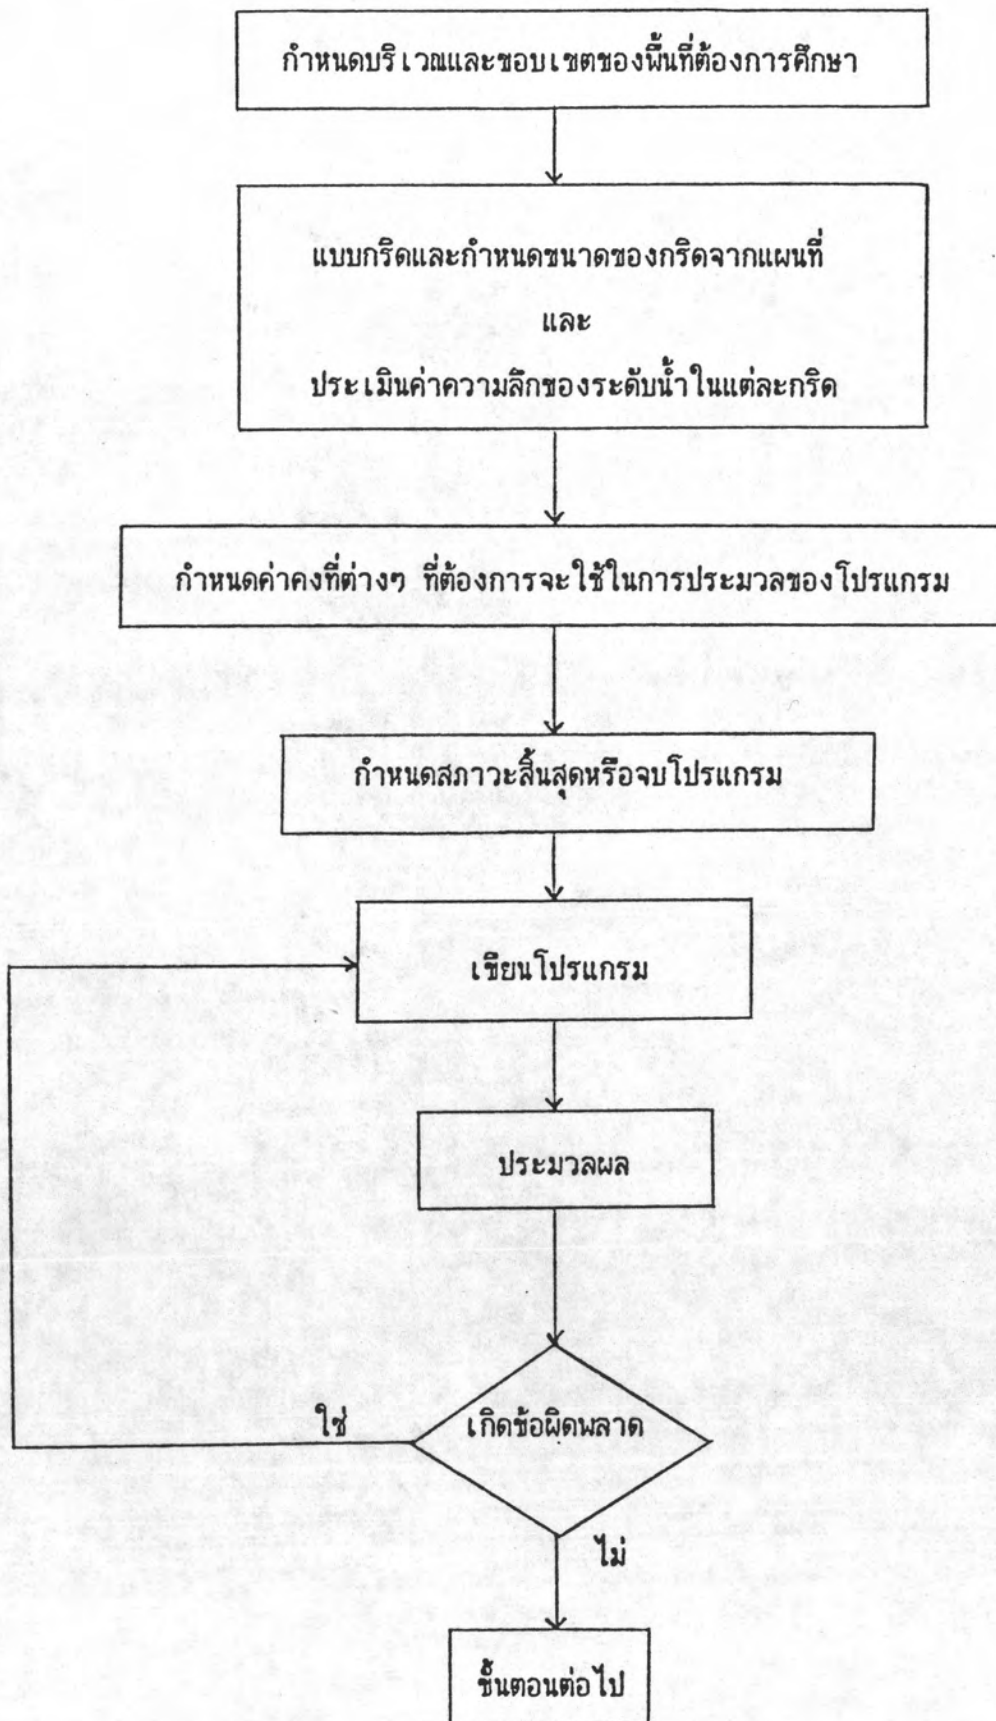 กำหนดบริเวณและขอบเขตของพื้นที่ต้องการศึกษา
แบบกริดและกำหนดขนาดของกริดจากแผนที่
และ
ประเมินค่าความลึกของระดับน้ำในแต่ละกริด
กำหนดค่าคงที่ต่างๆ ที่ต้องการจะใช้ในการประมวลของโปรแกรม
กำหนดสภาวะสิ้นสุดหรือจบโปรแกรม
เขียนโปรแกรม
ประมวลผล
เกิดข้อผิดพลาด
ใช่
ไม่
ขั้นตอนต่อไป